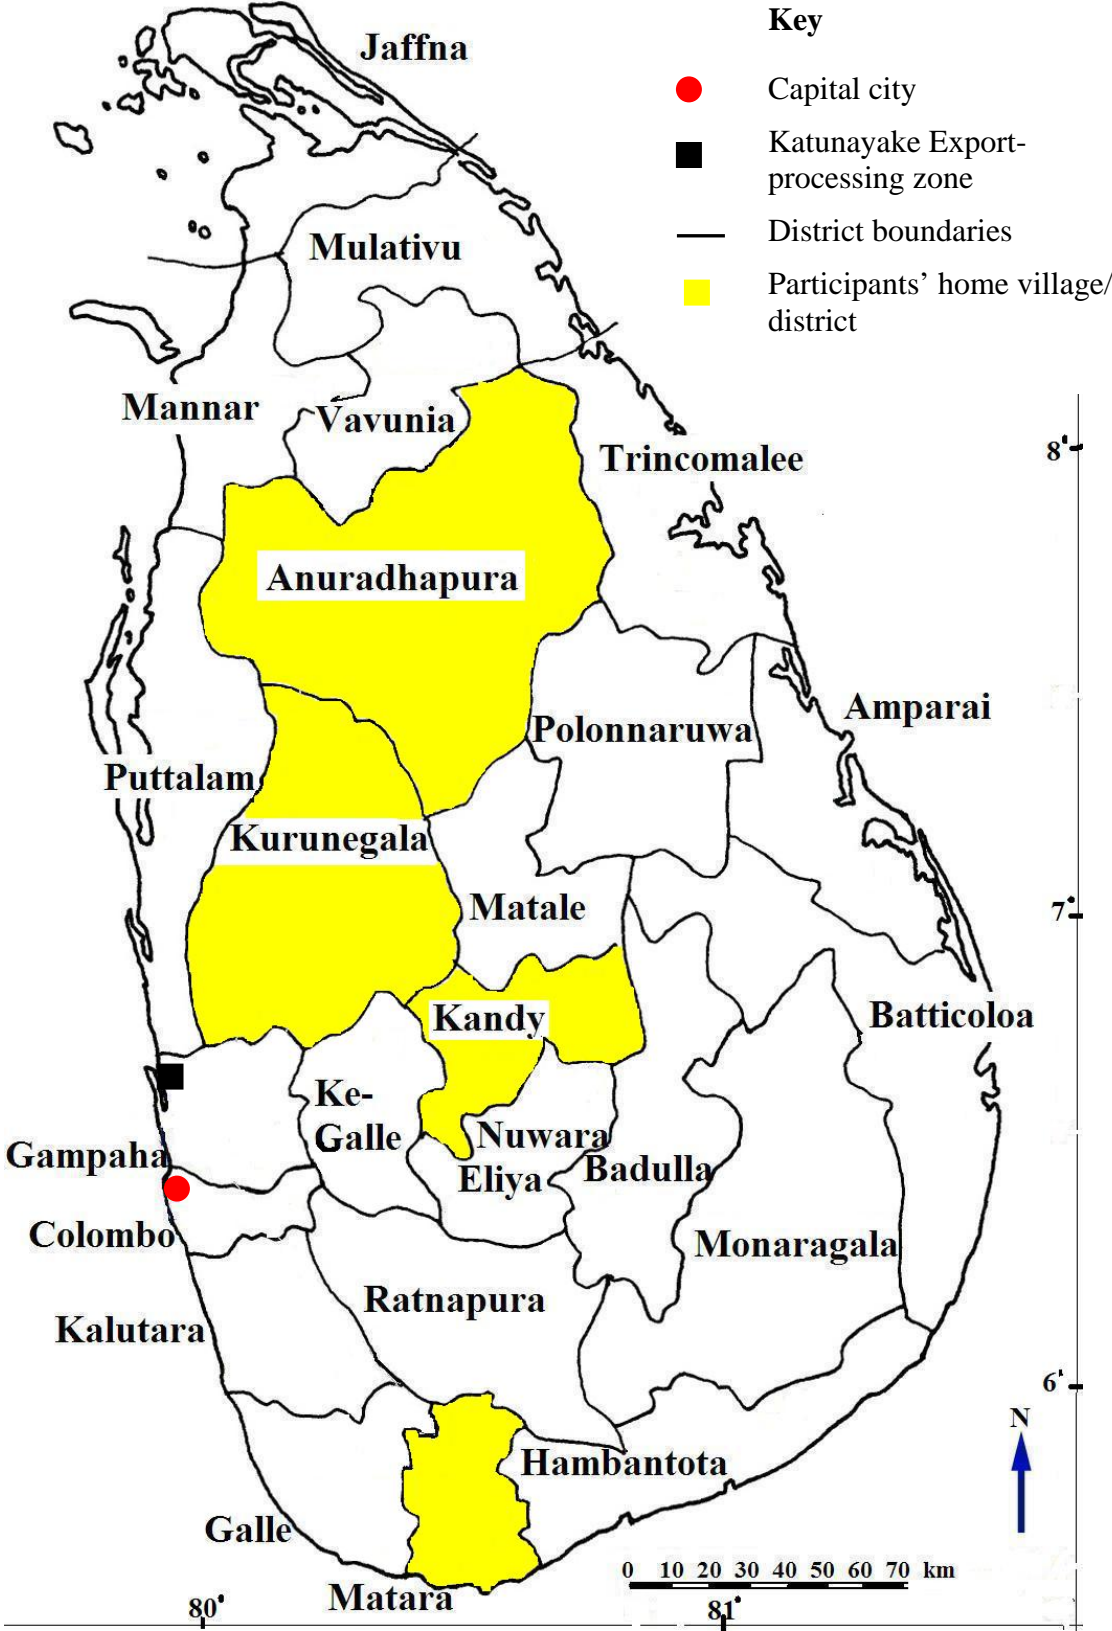 Key
Capital city
Katunayake Export-
processing zone
District boundaries
Participants’ home village/
district
Jaffna
Mulativu
Mannar
Vavunia
Trincomalee
8°
Anuradhapura
Amparai
Polonnaruwa
Puttalam
Kurunegala
Matale
7°
Kandy
Batticoloa
Ke-
Galle
Nuwara
Eliya
Gampaha
Badulla
Colombo
Monaragala
Ratnapura
Kalutara
6°
N
Hambantota
Galle
0 10 20 30 40 50 60 70 km
Matara
80°
81°